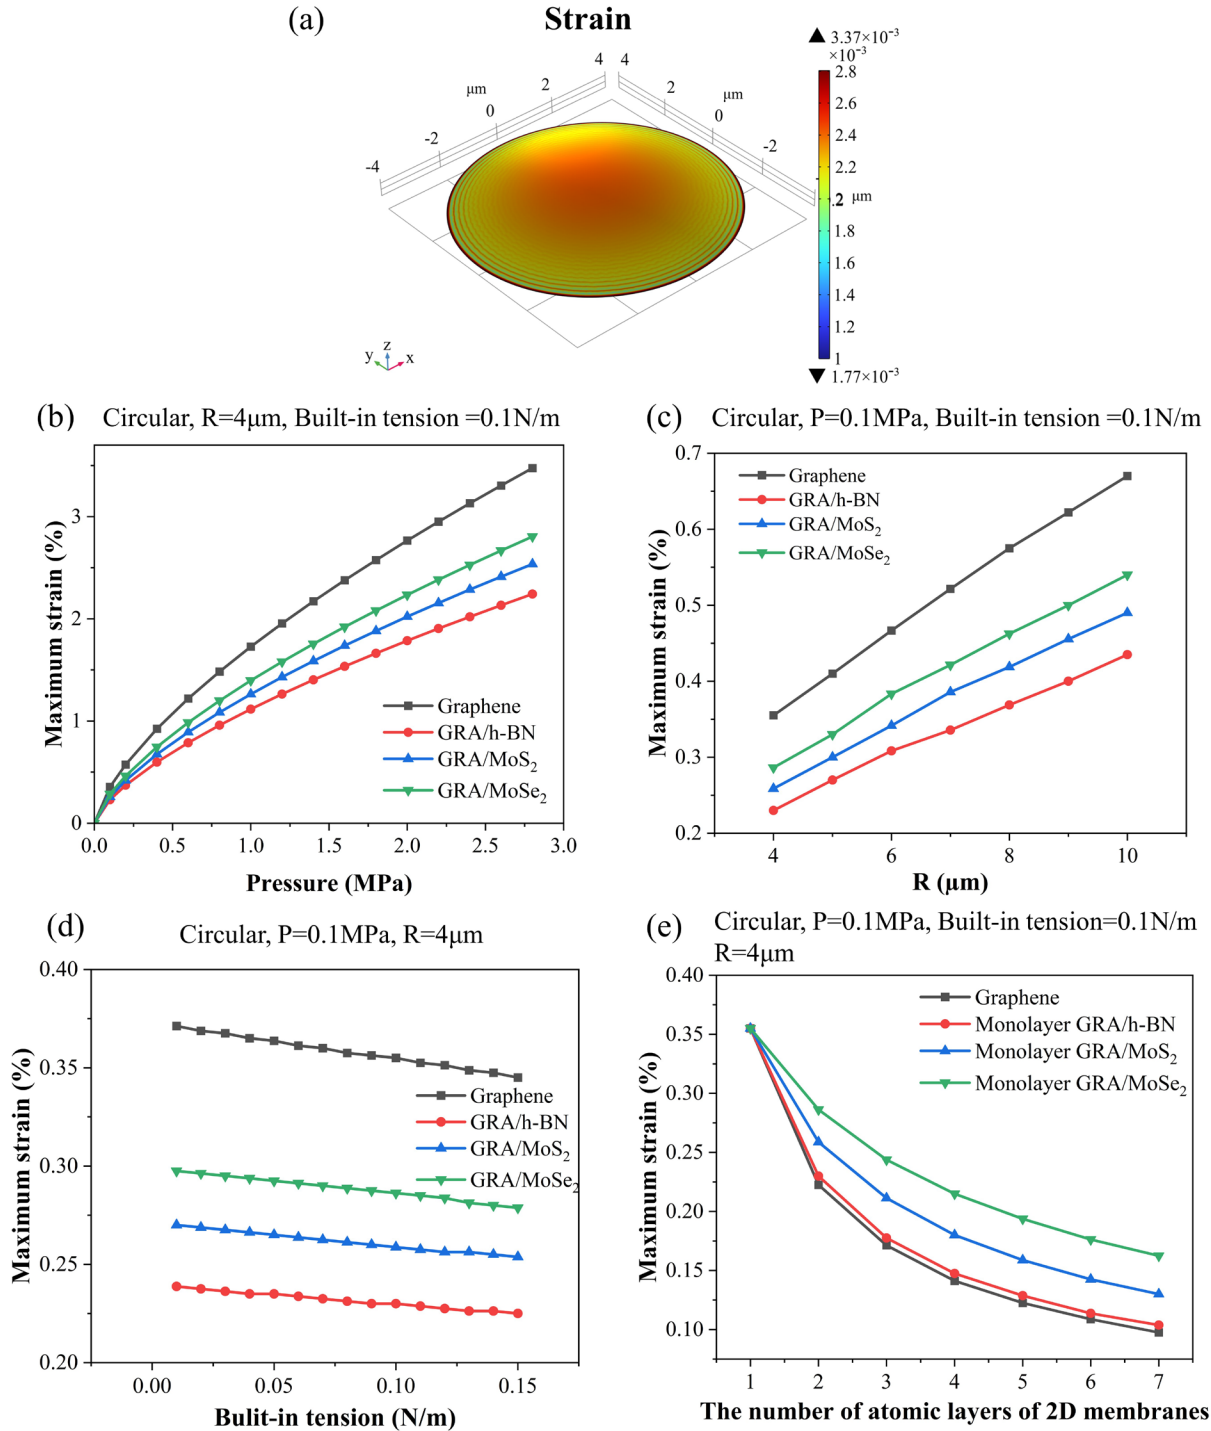 (a)
Strain
3.37×10⁻³
×10⁻³
4
4
2.8
μm
2
2
μm
2.6
0
0
2.4
-2
-2
2.2
-4
2
μm
1.8
1.6
1.4
1.2
1
1.77×10⁻³
z
y
x
(b)
Circular, R=4μm, Built-in tension =0.1N/m
Maximum strain (%)
3
2
1
0
Graphene
GRA/h-BN
GRA/MoS₂
GRA/MoSe₂
0.0 0.5 1.0 1.5 2.0 2.5 3.0
Pressure (MPa)
(c)
Circular, P=0.1MPa, Built-in tension =0.1N/m
Maximum strain (%)
0.7
0.6
0.5
0.4
0.3
0.2
Graphene
GRA/h-BN
GRA/MoS₂
GRA/MoSe₂
4 6 8 10
R (μm)
(d)
Circular, P=0.1MPa, R=4μm
Maximum strain (%)
0.40
0.35
0.30
0.25
0.20
Graphene
GRA/h-BN
GRA/MoS₂
GRA/MoSe₂
0.00 0.05 0.10 0.15
Bulit-in tension (N/m)
(e)
Circular, P=0.1MPa, Built-in tension=0.1N/m
R=4μm
Maximum strain (%)
0.40
0.35
0.30
0.25
0.20
0.15
0.10
Graphene
Monolayer GRA/h-BN
Monolayer GRA/MoS₂
Monolayer GRA/MoSe₂
1 2 3 4 5 6 7
The number of atomic layers of 2D membranes